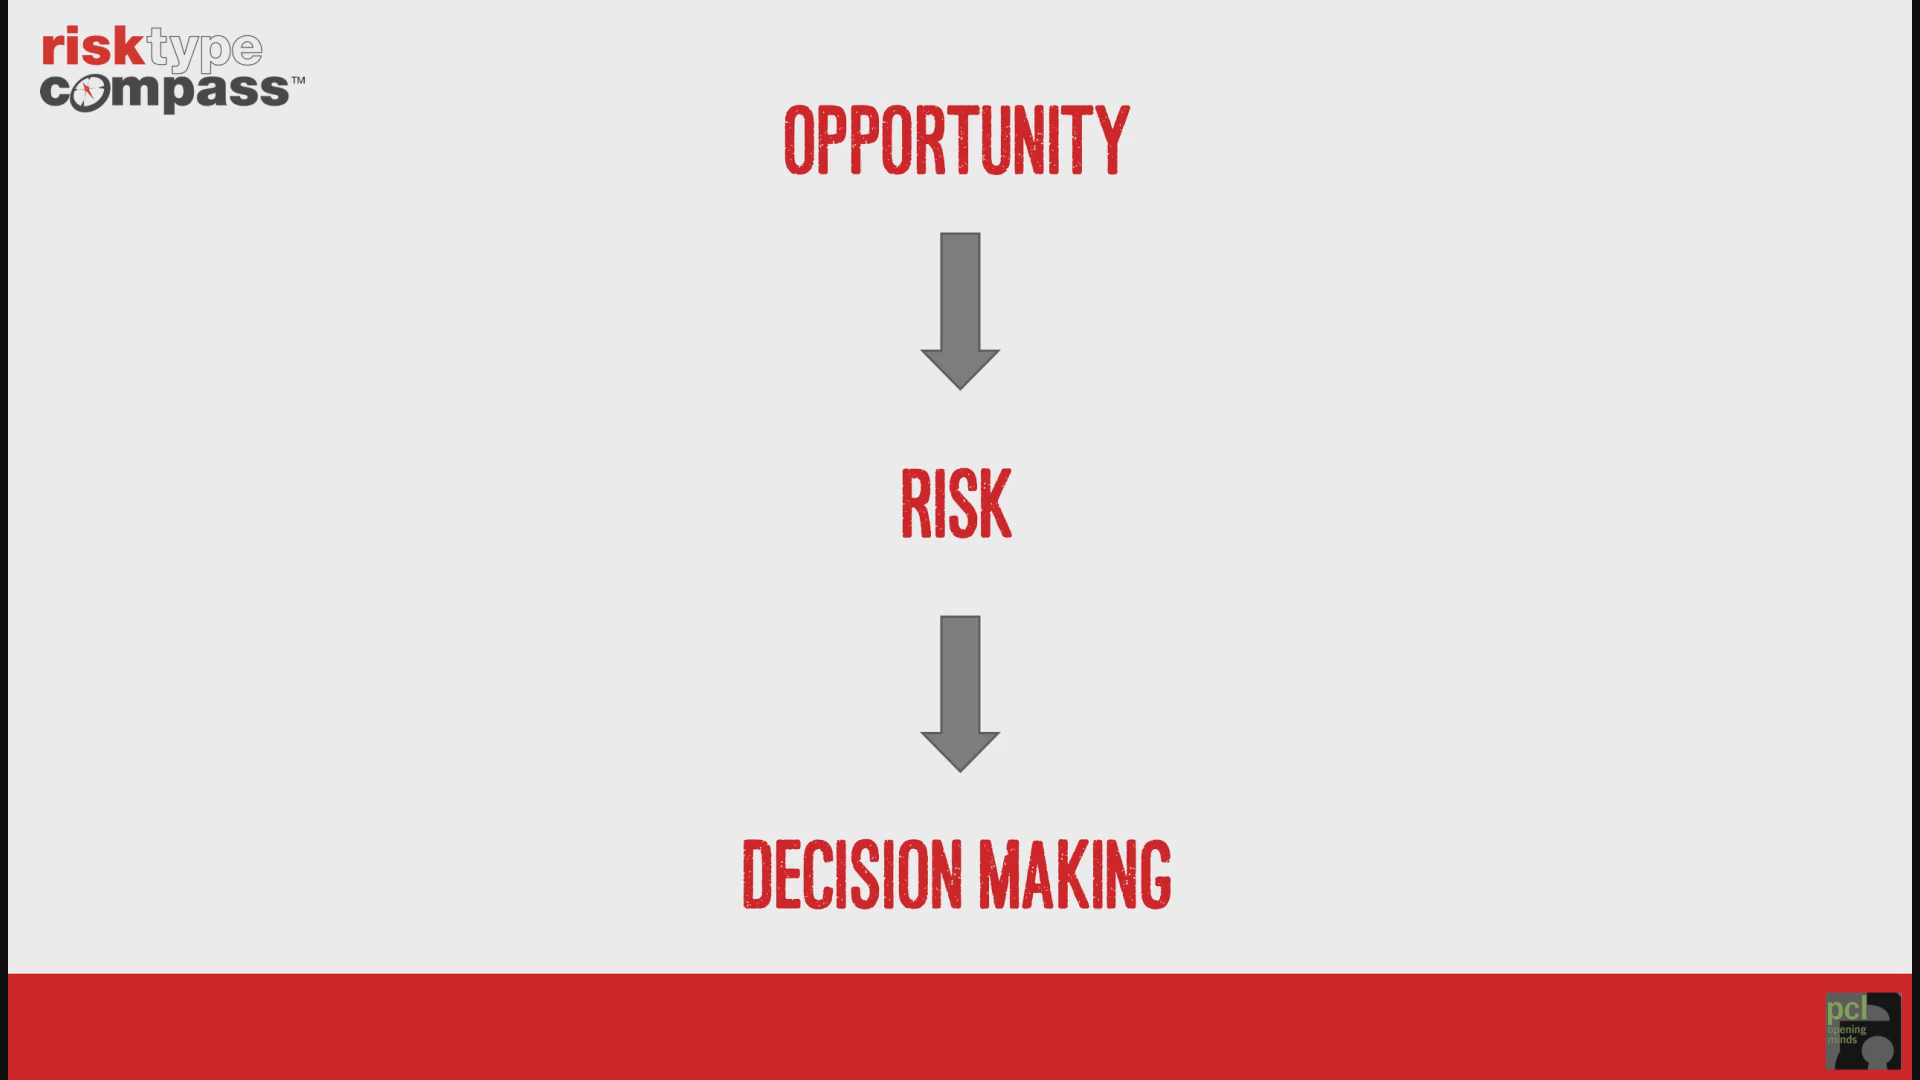 risktype
compass™
OPPORTUNITY
RISK
DECISION MAKING
pcl
opening
minds